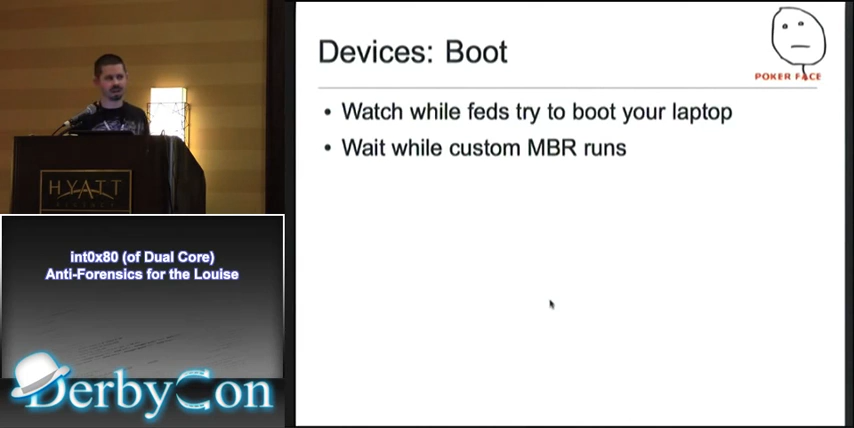 Devices: Boot
POKER FACE
• Watch while feds try to boot your laptop
• Wait while custom MBR runs
HYATT
REGENCY
int0x80 (of Dual Core)
Anti-Forensics for the Louise
DerbyCon